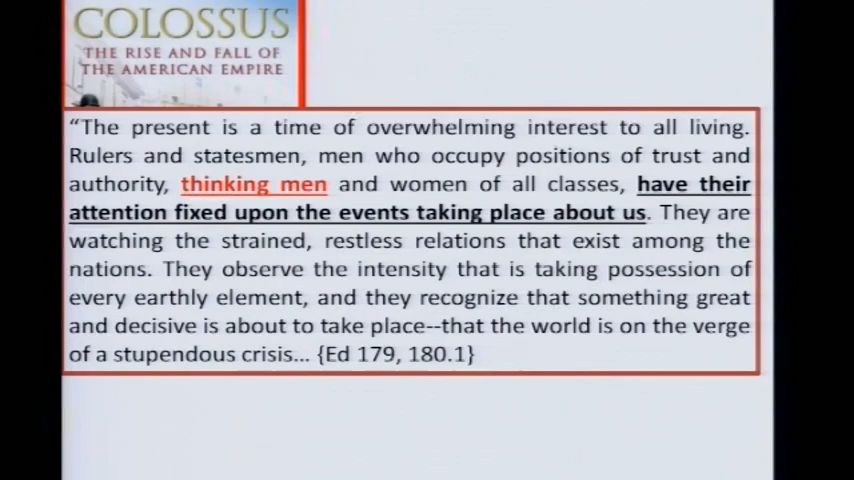 COLOSSUS
THE RISE AND FALL OF
THE AMERICAN EMPIRE
“The present is a time of overwhelming interest to all living.
Rulers and statesmen, men who occupy positions of trust and
authority, thinking men and women of all classes, have their
attention fixed upon the events taking place about us. They are
watching the strained, restless relations that exist among the
nations. They observe the intensity that is taking possession of
every earthly element, and they recognize that something great
and decisive is about to take place--that the world is on the verge
of a stupendous crisis... {Ed 179, 180.1}